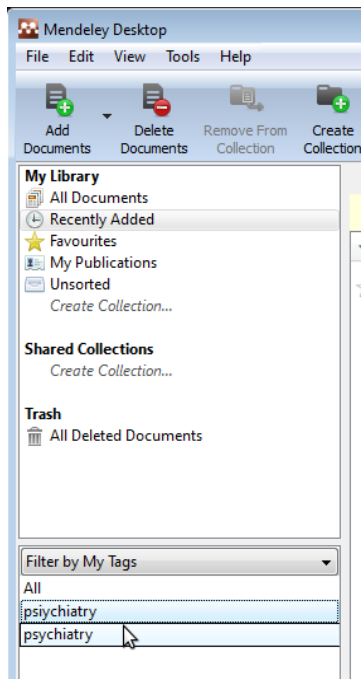 Mendeley Desktop
File Edit View Tools Help
Add Documents
Delete Documents
Remove From Collection
Create Collection
My Library
All Documents
Recently Added
Favourites
My Publications
Unsorted
Create Collection...
Shared Collections
Create Collection...
Trash
All Deleted Documents
Filter by My Tags
All
psiychiatry
psychiatry